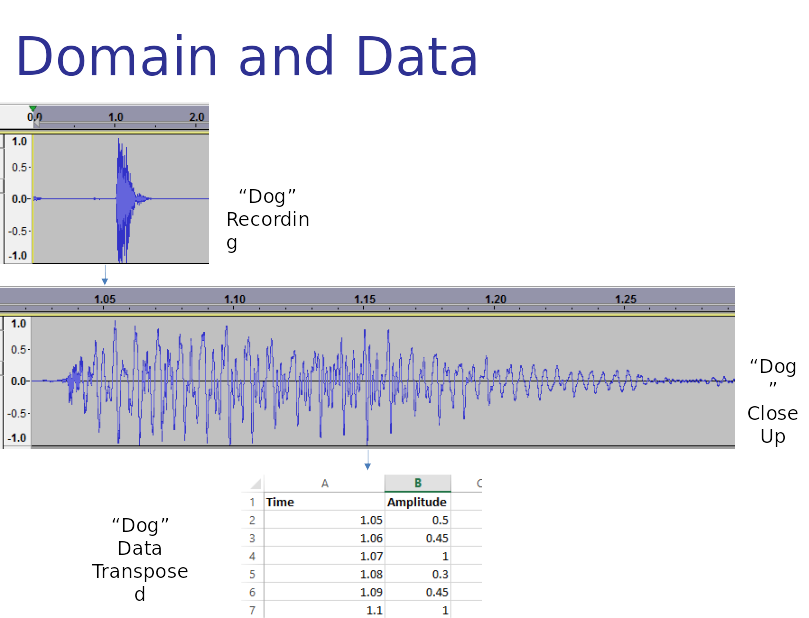 Domain and Data
0.0 1.0 2.0
1.0
0.5
0.0
-0.5
-1.0
“Dog”
Recordin
g
1.05 1.10 1.15 1.20 1.25
1.0
0.5
0.0
-0.5
-1.0
“Dog
”
Close
Up
“Dog”
Data
Transpose
d
A B C
1 Time Amplitude
2 1.05 0.5
3 1.06 0.45
4 1.07 1
5 1.08 0.3
6 1.09 0.45
7 1.1 1